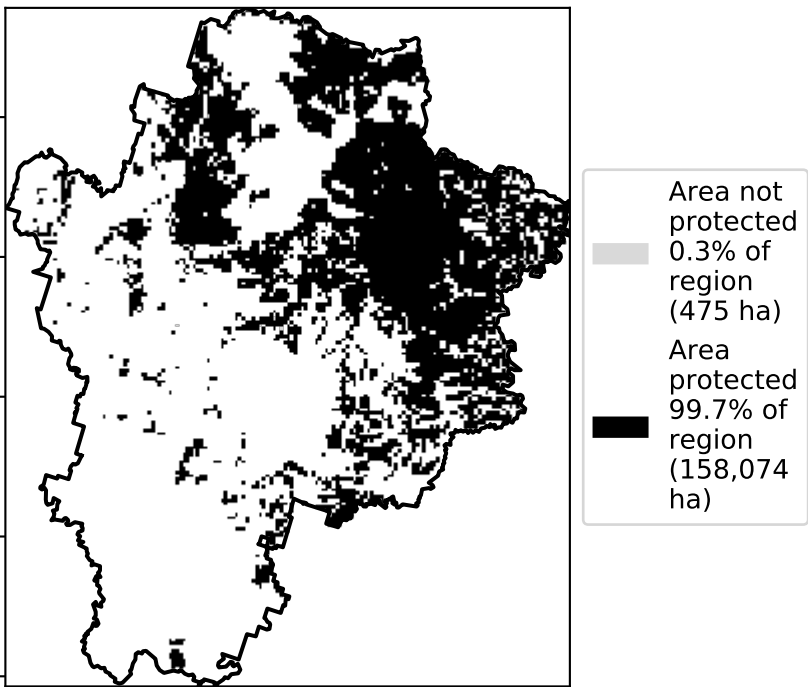 Area not
protected
0.3% of
region
(475 ha)
Area
protected
99.7% of
region
(158,074
ha)